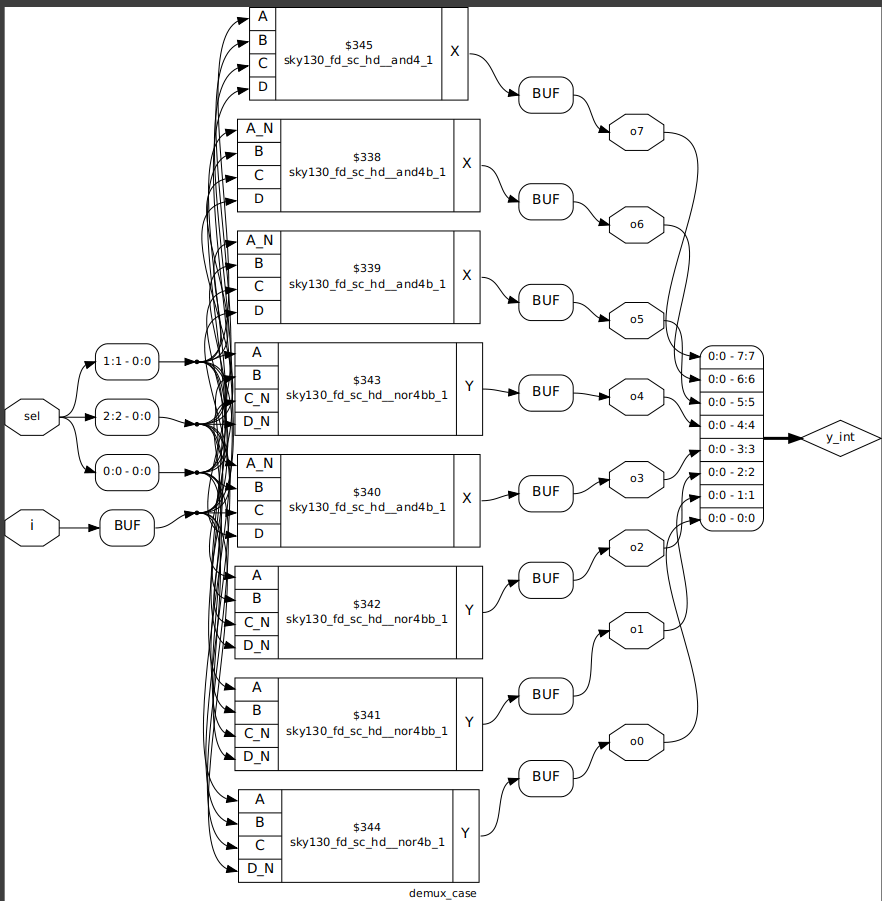 A
B
C
D
$345
sky130_fd_sc_hd__and4_1
X
BUF
o7
A_N
B
C
D
$338
sky130_fd_sc_hd__and4b_1
X
BUF
o6
A_N
B
C
D
$339
sky130_fd_sc_hd__and4b_1
X
BUF
o5
sel
1:1 - 0:0
2:2 - 0:0
0:0 - 0:0
i
BUF
A
B
C_N
D_N
$343
sky130_fd_sc_hd__nor4bb_1
Y
BUF
o4
A_N
B
C
D
$340
sky130_fd_sc_hd__and4b_1
X
BUF
o3
0:0 - 7:7
0:0 - 6:6
0:0 - 5:5
0:0 - 4:4
0:0 - 3:3
0:0 - 2:2
0:0 - 1:1
0:0 - 0:0
y_int
A
B
C_N
D_N
$342
sky130_fd_sc_hd__nor4bb_1
Y
BUF
o2
A
B
C_N
D_N
$341
sky130_fd_sc_hd__nor4bb_1
Y
BUF
o1
A
B
C
D_N
$344
sky130_fd_sc_hd__nor4b_1
Y
BUF
o0
demux_case